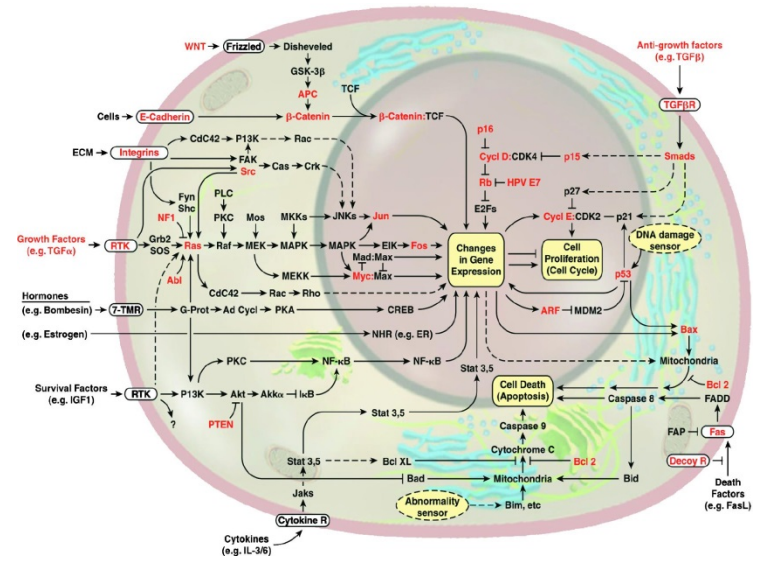 WNT
Frizzled
Disheveled
GSK-3β
APC
TCF
Cells
E-Cadherin
β-Catenin
β-Catenin:TCF
Anti-growth factors
(e.g. TGFβ)
TGFβR
CdC42
P13K
Rac
ECM
Integrins
FAK
Src
Cas
Crk
p16
Cycl D:CDK4
p15
Smads
Rb
HPV E7
E2Fs
p27
Cycl E:CDK2
p21
Fyn
Shc
PLC
NF1
PKC
Mos
MKKs
JNKs
Jun
Growth Factors
(e.g. TGFα)
RTK
Grb2
SOS
Ras
Raf
MEK
MAPK
MAPK
ElK
Fos
Mad:Max
Abl
MEKK
Myc:Max
Changes
in Gene
Expression
Cell
Proliferation
(Cell Cycle)
DNA damage
sensor
p53
CdC42
Rac
Rho
Hormones
(e.g. Bombesin)
7-TMR
G-Prot
Ad Cycl
PKA
CREB
ARF
MDM2
(e.g. Estrogen)
NHR (e.g. ER)
Bax
PKC
NF-κB
NF-κB
Stat 3,5
Mitochondria
Survival Factors
(e.g. IGF1)
RTK
P13K
Akt
Akkα
IκB
Cell Death
(Apoptosis)
Bcl 2
Caspase 8
FADD
?
PTEN
Stat 3,5
Caspase 9
FAP
Fas
Cytochrome C
Stat 3,5
Bcl XL
Bcl 2
Decoy R
Bad
Mitochondria
Bid
Death
Factors
(e.g. FasL)
Jaks
Abnormality
sensor
Bim, etc
Cytokine R
Cytokines
(e.g. IL-3/6)